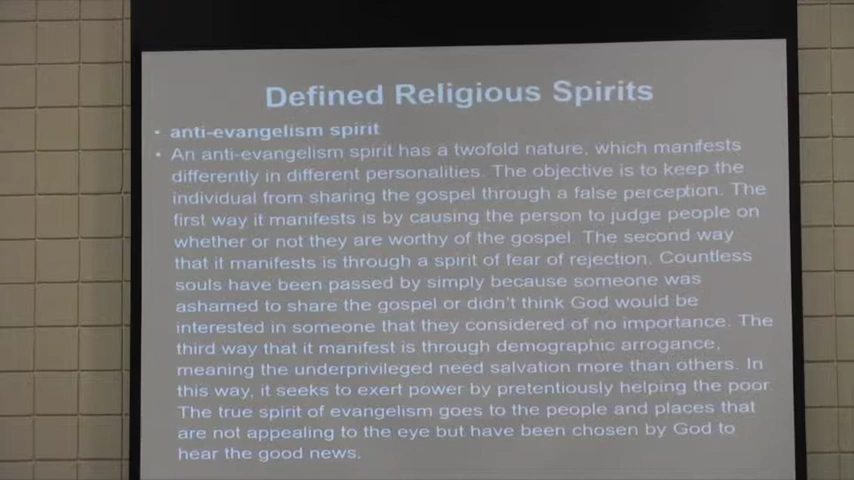 Defined Religious Spirits
• anti-evangelism spirit
• An anti-evangelism spirit has a twofold nature, which manifests
differently in different personalities. The objective is to keep the
individual from sharing the gospel through a false perception. The
first way it manifests is by causing the person to judge people on
whether or not they are worthy of the gospel. The second way
that it manifests is through a spirit of fear of rejection. Countless
souls have been passed by simply because someone was
ashamed to share the gospel or didn't think God would be
interested in someone that they considered of no importance. The
third way that it manifest is through demographic arrogance,
meaning the underprivileged need salvation more than others. In
this way, it seeks to exert power by pretentiously helping the poor.
The true spirit of evangelism goes to the people and places that
are not appealing to the eye but have been chosen by God to
hear the good news.